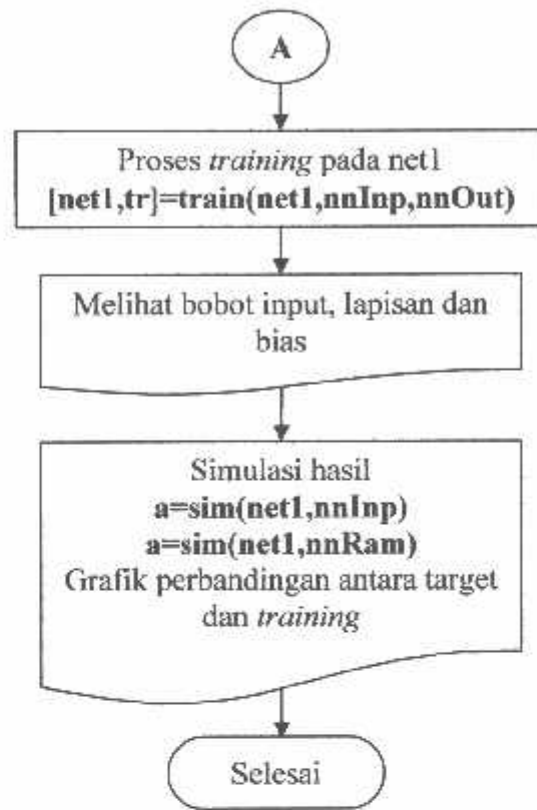 A
Proses training pada net1
[net1,tr]=train(net1,nnInp,nnOut)
Melihat bobot input, lapisan dan
bias
Simulasi hasil
a=sim(net1,nnInp)
a=sim(net1,nnRam)
Grafik perbandingan antara target
dan training
Selesai